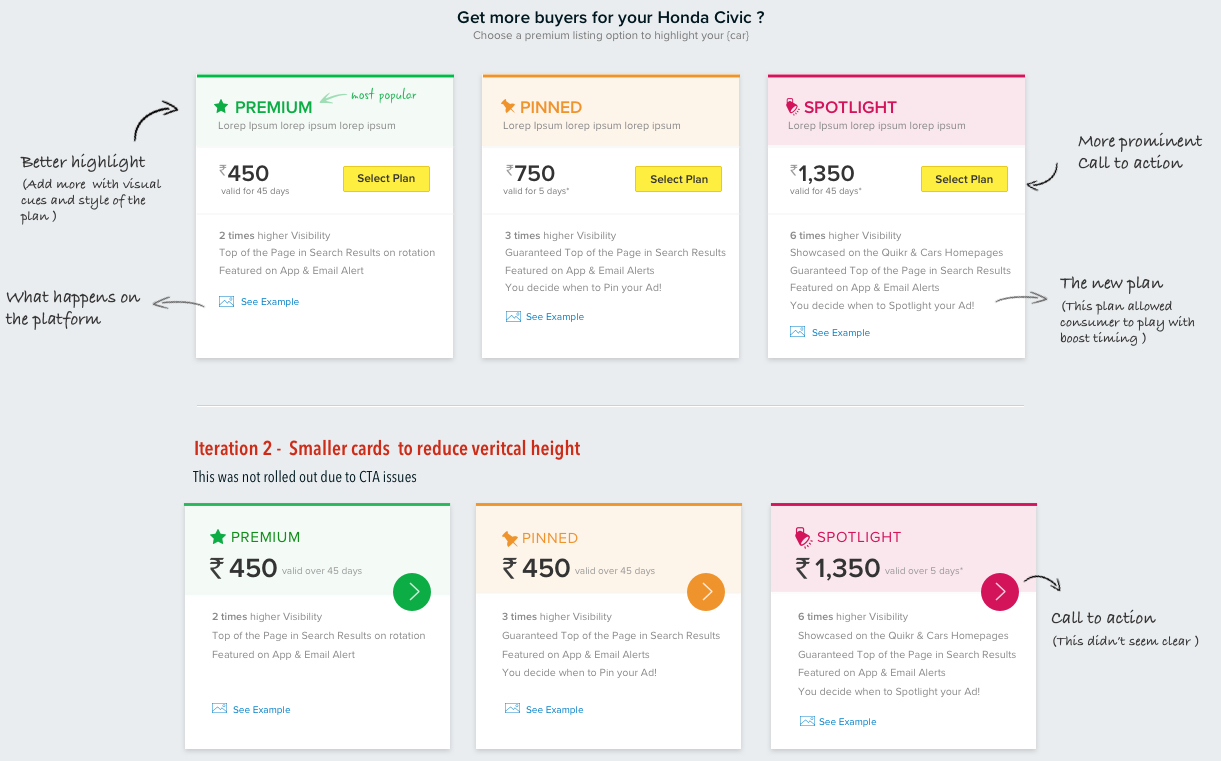 Get more buyers for your Honda Civic ?
Choose a premium listing option to highlight your {car}
PREMIUM
most popular
Lorep Ipsum lorep ipsum lorep ipsum
₹450
valid for 45 days
Select Plan
2 times higher Visibility
Top of the Page in Search Results on rotation
Featured on App & Email Alert
See Example
PINNED
Lorep Ipsum lorep ipsum lorep ipsum
₹750
valid for 5 days*
Select Plan
3 times higher Visibility
Guaranteed Top of the Page in Search Results
Featured on App & Email Alerts
You decide when to Pin your Ad!
See Example
SPOTLIGHT
Lorep Ipsum lorep ipsum lorep ipsum
₹1,350
valid for 45 days*
Select Plan
6 times higher Visibility
Showcased on the Quikr & Cars Homepages
Guaranteed Top of the Page in Search Results
Featured on App & Email Alerts
You decide when to Spotlight your Ad!
See Example
Better highlight
(Add more with visual
cues and style of the
plan )
What happens on
the platform
More prominent
Call to action
The new plan
(This plan allowed
consumer to play with
boost timing )
Iteration 2 - Smaller cards to reduce veritcal height
This was not rolled out due to CTA issues
PREMIUM
₹ 450 valid over 45 days
2 times higher Visibility
Top of the Page in Search Results on rotation
Featured on App & Email Alert
See Example
PINNED
₹ 450 valid over 45 days
3 times higher Visibility
Guaranteed Top of the Page in Search Results
Featured on App & Email Alerts
You decide when to Pin your Ad!
See Example
SPOTLIGHT
₹ 1,350 valid over 5 days*
6 times higher Visibility
Showcased on the Quikr & Cars Homepages
Guaranteed Top of the Page in Search Results
Featured on App & Email Alerts
You decide when to Spotlight your Ad!
See Example
Call to action
(This didn't seem clear )